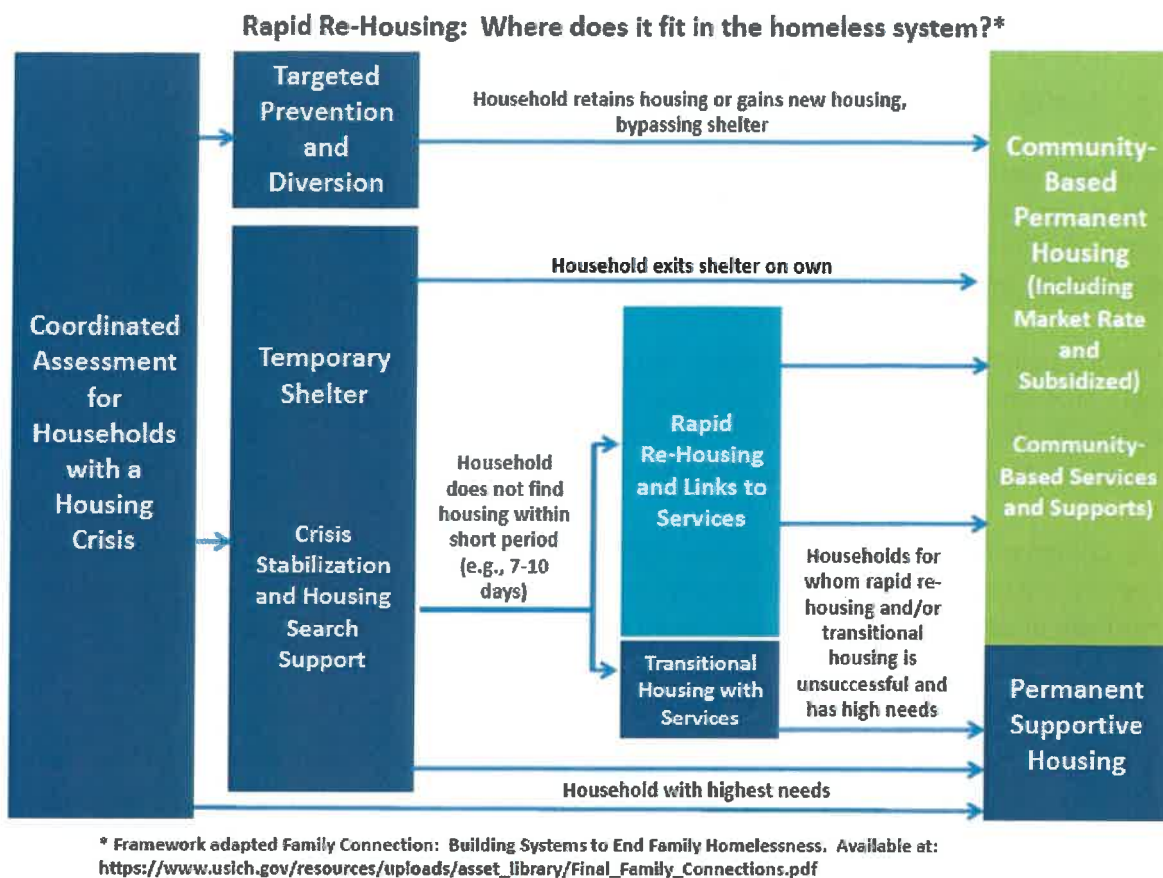 Rapid Re-Housing: Where does it fit in the homeless system?*
Coordinated
Assessment
for
Households
with a
Housing
Crisis
Targeted
Prevention
and
Diversion
Household retains housing or gains new housing,
bypassing shelter
Temporary
Shelter
Crisis
Stabilization
and Housing
Search
Support
Household exits shelter on own
Household
does not find
housing within
short period
(e.g., 7-10
days)
Rapid
Re-Housing
and Links to
Services
Transitional
Housing with
Services
Households for
whom rapid re-
housing and/or
transitional
housing is
unsuccessful and
has high needs
Household with highest needs
Community-
Based
Permanent
Housing
(Including
Market Rate
and
Subsidized)
Community-
Based Services
and Supports)
Permanent
Supportive
Housing
* Framework adapted Family Connection: Building Systems to End Family Homelessness. Available at:
https://www.usich.gov/resources/uploads/asset_library/Final_Family_Connections.pdf